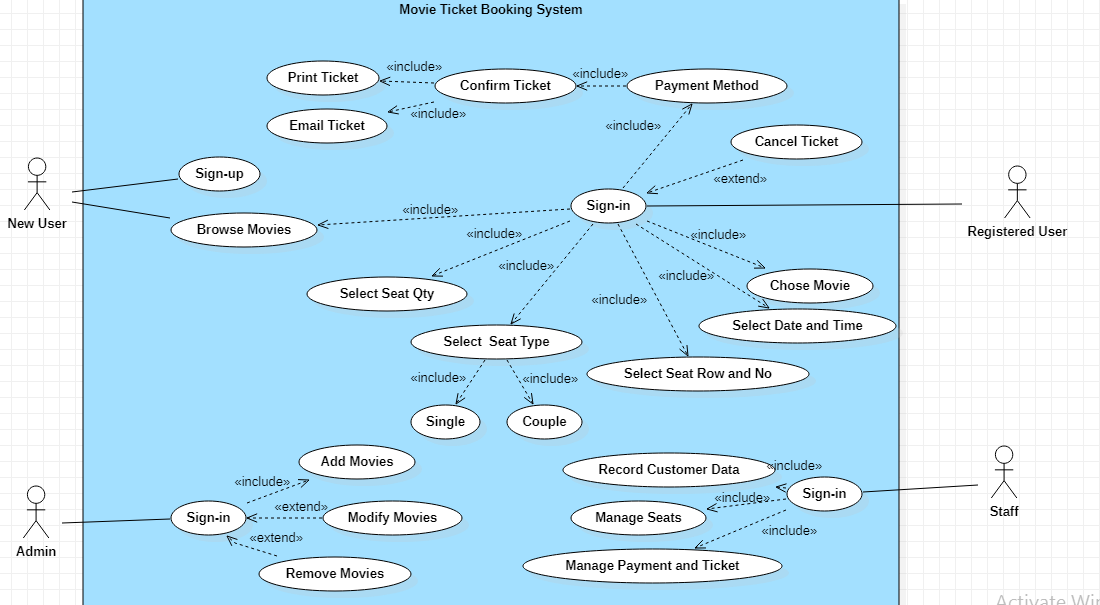 Movie Ticket Booking System
«include»
Print Ticket
Confirm Ticket
«include»
Payment Method
Email Ticket
«include»
«include»
Cancel Ticket
«extend»
Sign-up
New User
Sign-in
Registered User
Browse Movies
«include»
«include»
«include»
«include»
«include»
«include»
Select Seat Qty
Chose Movie
Select Date and Time
Select  Seat Type
Select Seat Row and No
«include»
«include»
Single
Couple
Add Movies
«include»
Sign-in
«extend»
Modify Movies
«extend»
Remove Movies
Admin
Record Customer Data
«include»
Sign-in
«include»
Manage Seats
«include»
Manage Payment and Ticket
Staff
Activate Win